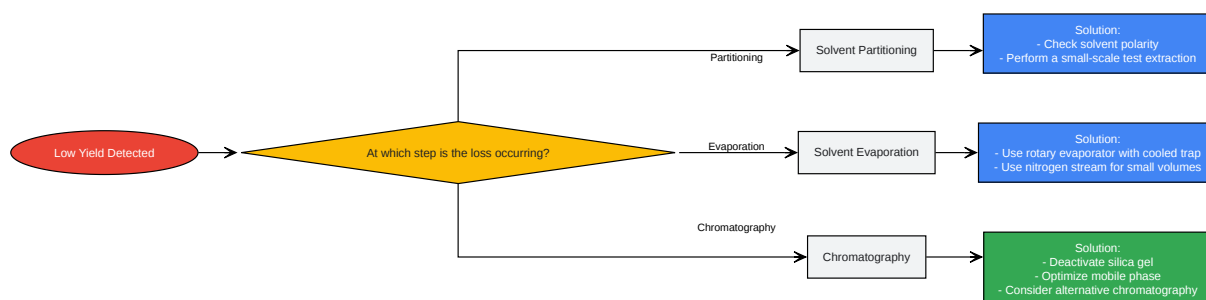 Low Yield Detected
At which step is the loss occurring?
Partitioning
Solvent Partitioning
Solution:
- Check solvent polarity
- Perform a small-scale test extraction
Evaporation
Solvent Evaporation
Solution:
- Use rotary evaporator with cooled trap
- Use nitrogen stream for small volumes
Chromatography
Chromatography
Solution:
- Deactivate silica gel
- Optimize mobile phase
- Consider alternative chromatography